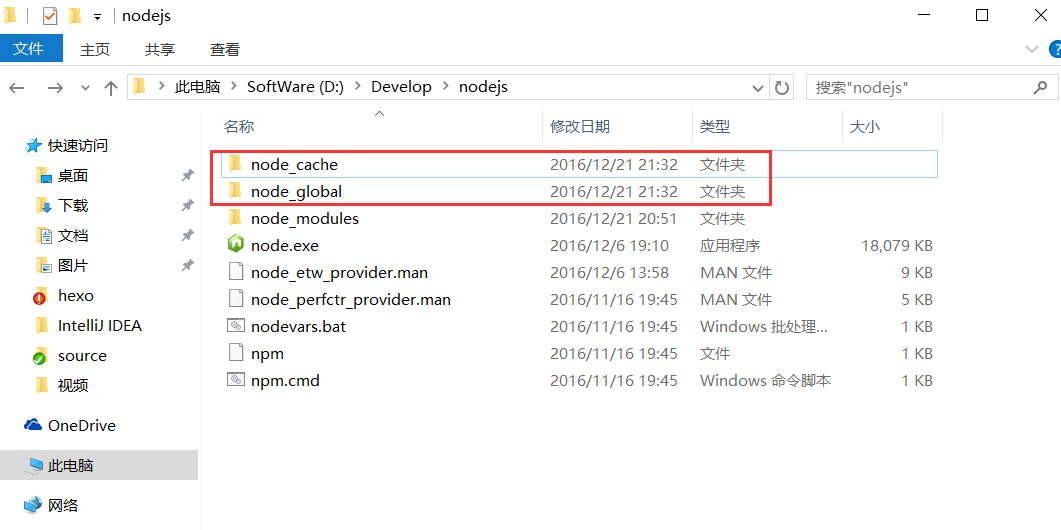 nodejs
文件 主页 共享 查看
此电脑 SoftWare (D:) Develop nodejs 搜索"nodejs"
名称 修改日期 类型 大小
快速访问
桌面
下载
文档
图片
hexo
IntelliJ IDEA
source
视频
OneDrive
此电脑
网络
node_cache 2016/12/21 21:32 文件夹
node_global 2016/12/21 21:32 文件夹
node_modules 2016/12/21 20:51 文件夹
node.exe 2016/12/6 19:10 应用程序 18,079 KB
node_etw_provider.man 2016/12/6 13:58 MAN 文件 9 KB
node_perfctr_provider.man 2016/11/16 19:45 MAN 文件 5 KB
nodevars.bat 2016/11/16 19:45 Windows 批处理... 1 KB
npm 2016/11/16 19:45 文件 1 KB
npm.cmd 2016/11/16 19:45 Windows 命令脚本 1 KB